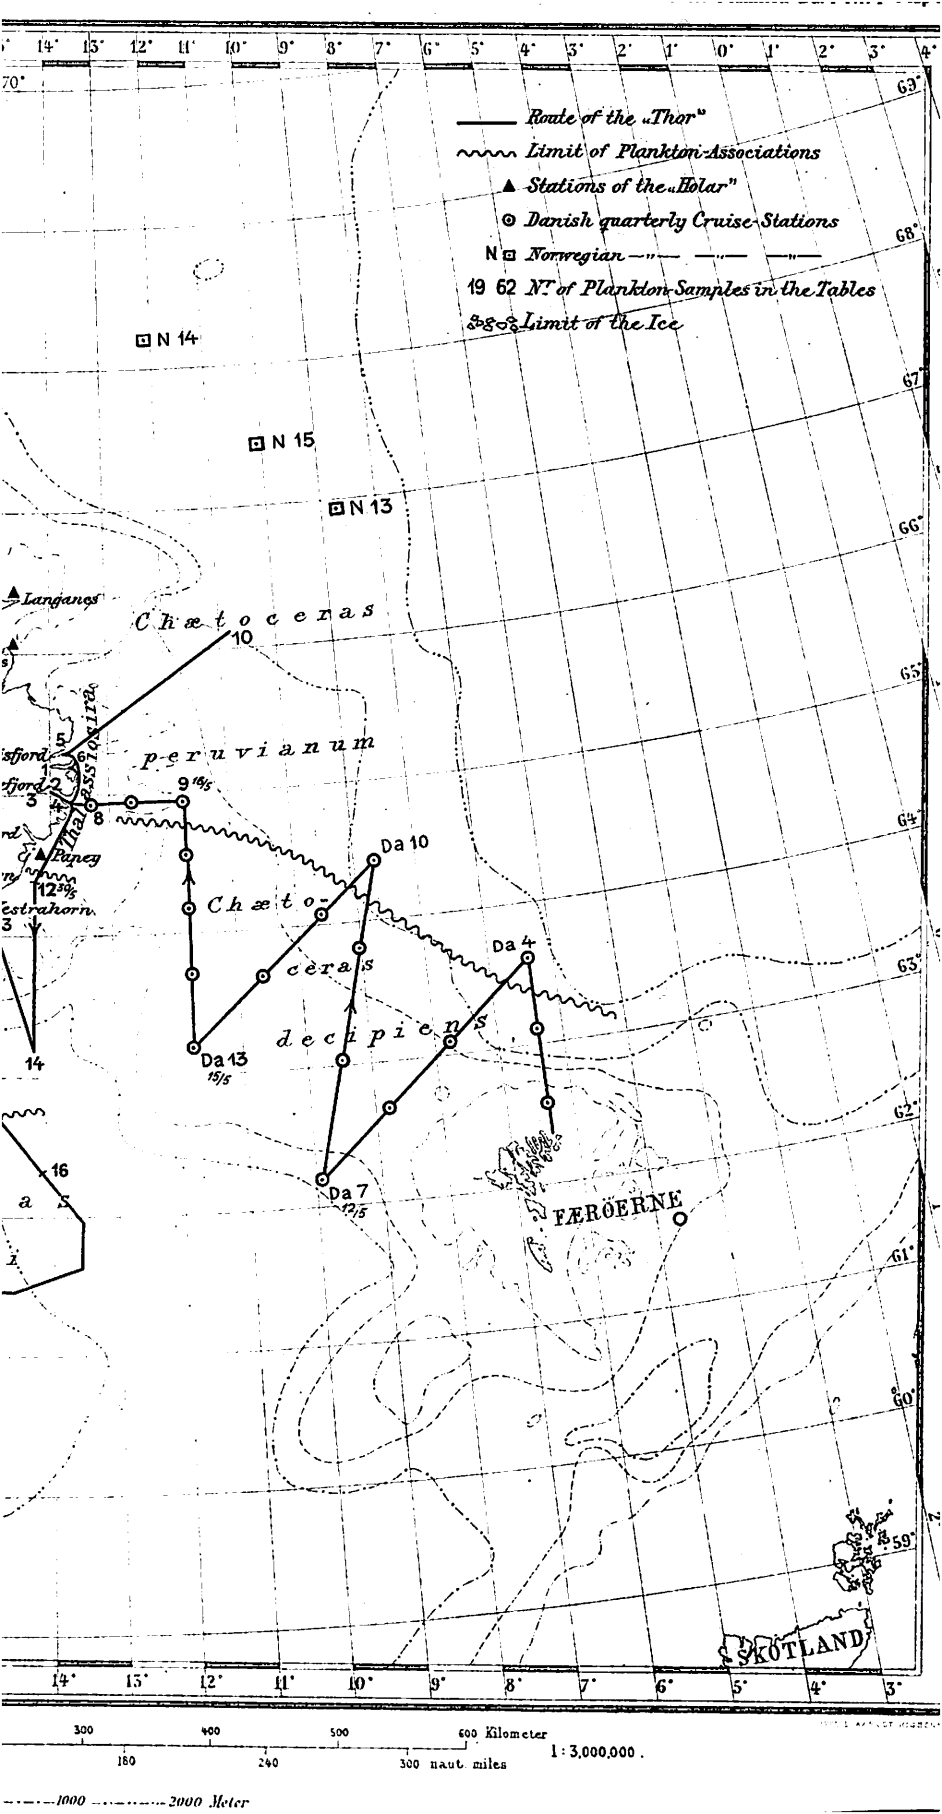 14° 13° 12° 11° 10° 9° 8° 7° 6° 5° 4° 3° 2° 1° 0° 1° 2° 3° 4°
70°
69°
Route of the „Thor”
Limit of Plankton-Associations
Stations of the „Holar”
Danish quarterly Cruise-Stations
68°
N Norwegian —„— —„—
19 62 Nr of Plankton-Samples in the Tables
Limit of the Ice
N 14
67°
N 15
N 13
66°
Langanes
Chætoceras
10
65°
Thalassiosira
5
sfjord 6
peruvianum
1
2
fjord
3
4
8
9 16/5
64°
rd
Papey
Da 10
12 30/5
estrahorn
3
Chæto-
Da 4
63°
ceras
decipiens
14
Da 13
15/5
62°
16
Da 7
12/5
a s
FÆRÖERNE
i
61°
60°
59°
SKOTLAND
14° 13° 12° 11° 10° 9° 8° 7° 6° 5° 4° 3°
300 400 500 600 Kilometer
180 240 300 naut. miles
1:3,000,000.
1000 2000 Meter